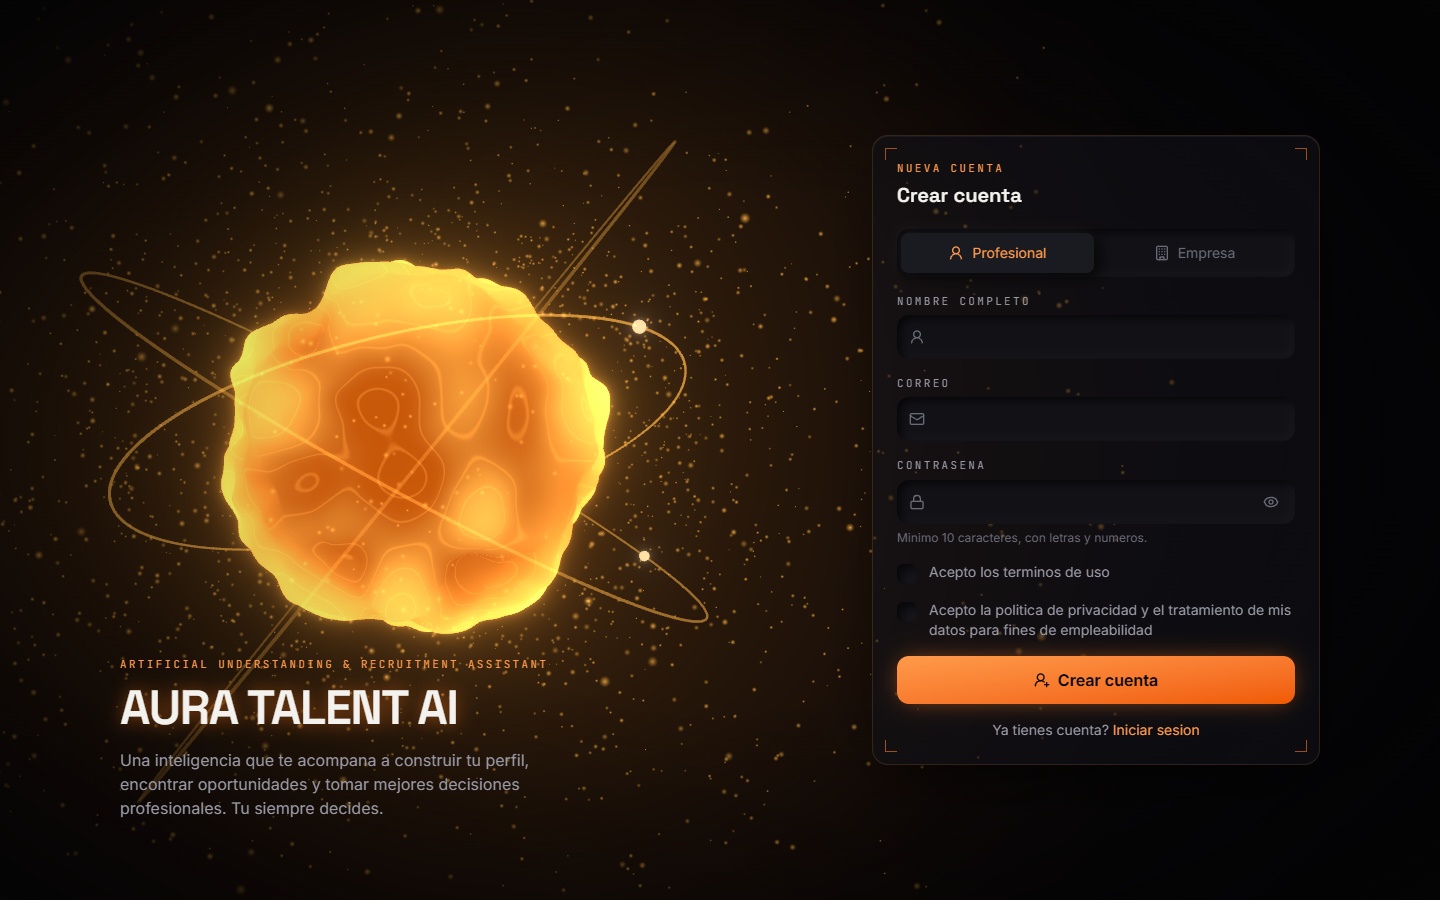 ARTIFICIAL UNDERSTANDING & RECRUITMENT ASSISTANT
AURA TALENT AI
Una inteligencia que te acompana a construir tu perfil,
encontrar oportunidades y tomar mejores decisiones
profesionales. Tu siempre decides.
NUEVA CUENTA
Crear cuenta
Profesional
Empresa
NOMBRE COMPLETO
CORREO
CONTRASENA
Minimo 10 caracteres, con letras y numeros.
Acepto los terminos de uso
Acepto la politica de privacidad y el tratamiento de mis
datos para fines de empleabilidad
Crear cuenta
Ya tienes cuenta? Iniciar sesion